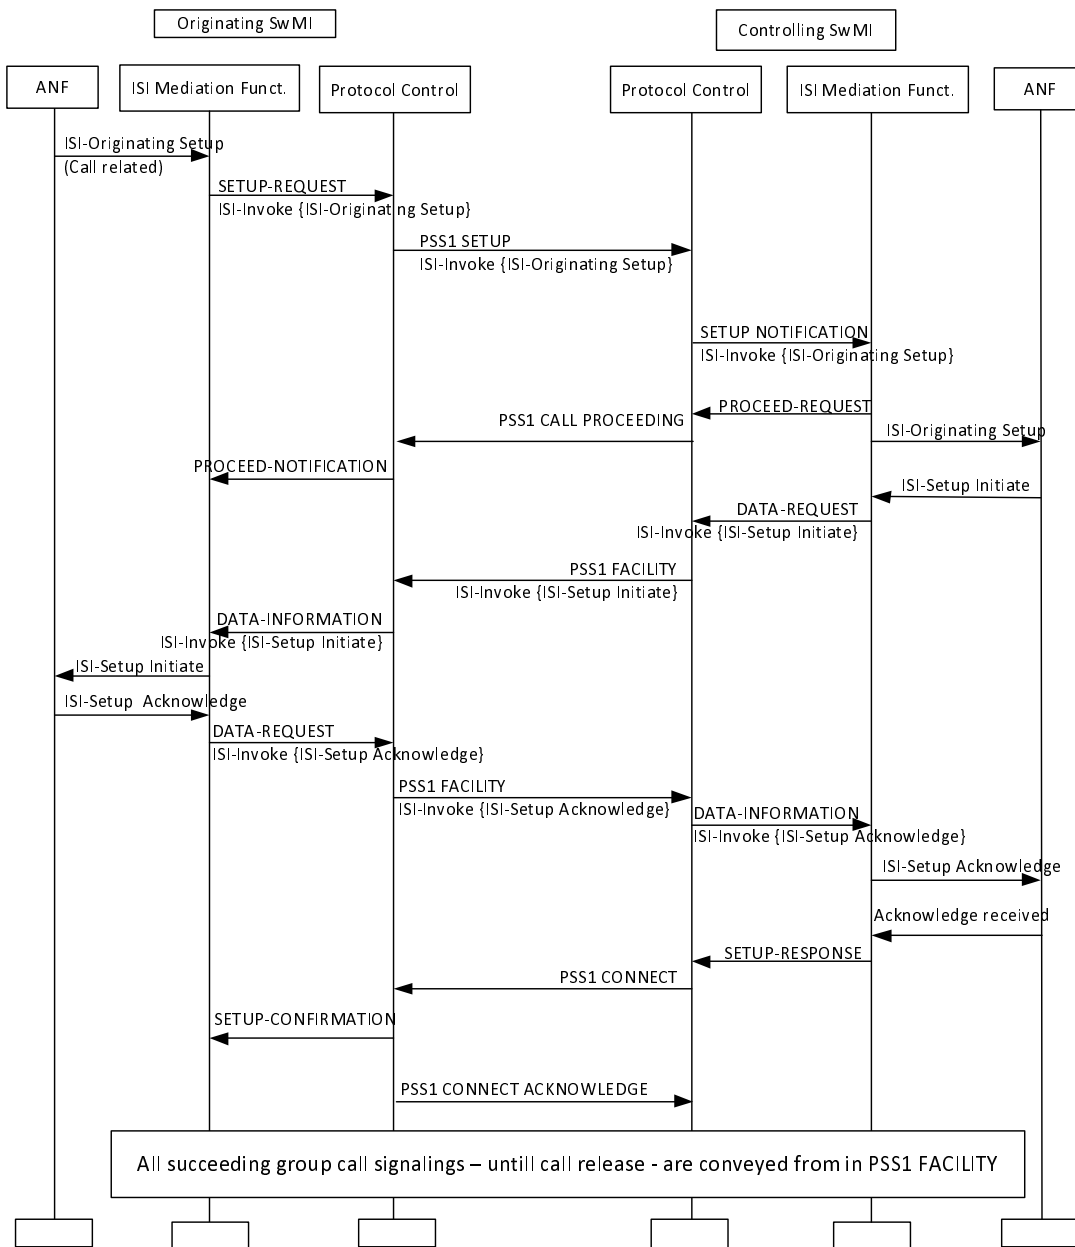 Originating SwMI
Controlling SwMI
ANF
ISI Mediation Funct.
Protocol Control
Protocol Control
ISI Mediation Funct.
ANF
ISI-Originating Setup
(Call related)
SETUP-REQUEST
ISI-Invoke {ISI-Originating Setup}
PSS1 SETUP
ISI-Invoke {ISI-Originating Setup}
SETUP NOTIFICATION
ISI-Invoke {ISI-Originating Setup}
PROCEED-REQUEST
PSS1 CALL PROCEEDING
ISI-Originating Setup
PROCEED-NOTIFICATION
ISI-Setup Initiate
DATA-REQUEST
ISI-Invoke {ISI-Setup Initiate}
PSS1 FACILITY
ISI-Invoke {ISI-Setup Initiate}
DATA-INFORMATION
ISI-Invoke {ISI-Setup Initiate}
ISI-Setup Initiate
ISI-Setup Acknowledge
DATA-REQUEST
ISI-Invoke {ISI-Setup Acknowledge}
PSS1 FACILITY
ISI-Invoke {ISI-Setup Acknowledge}
DATA-INFORMATION
ISI-Invoke {ISI-Setup Acknowledge}
ISI-Setup Acknowledge
Acknowledge received
SETUP-RESPONSE
PSS1 CONNECT
SETUP-CONFIRMATION
PSS1 CONNECT ACKNOWLEDGE
All succeeding group call signalings – untill call release - are conveyed from in PSS1 FACILITY